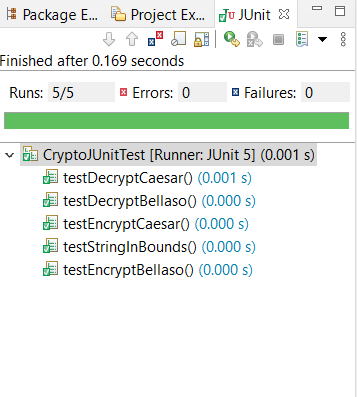 Package E... Project Ex... JUnit
Finished after 0.169 seconds
Runs: 5/5 Errors: 0 Failures: 0
CryptoJUnitTest [Runner: JUnit 5] (0.001 s)
testDecryptCaesar() (0.001 s)
testDecryptBellaso() (0.000 s)
testEncryptCaesar() (0.000 s)
testStringInBounds() (0.000 s)
testEncryptBellaso() (0.000 s)